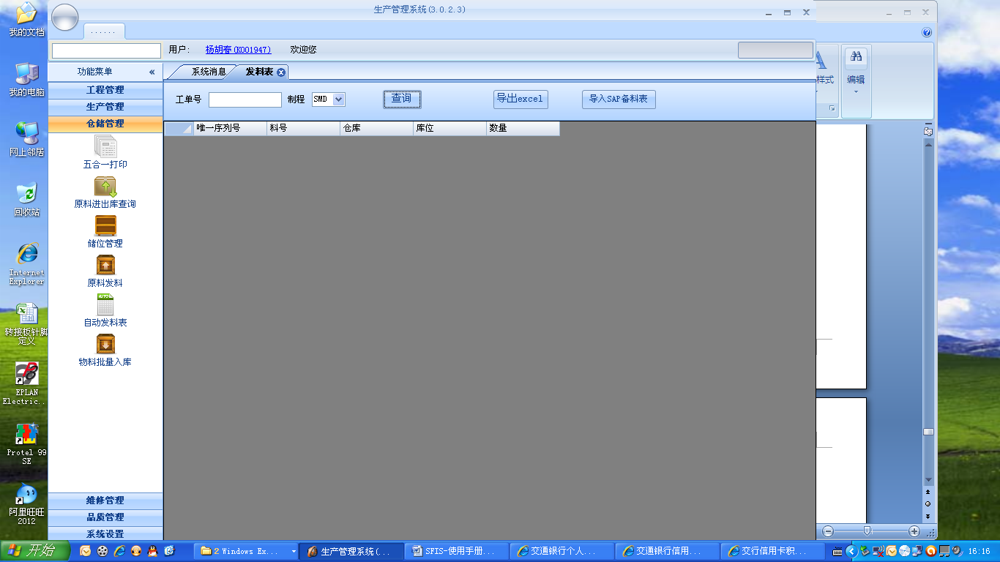 生产管理系统(3.0.2.3)
......
用户: 杨胡春(K001947) 欢迎您
功能菜单 «
系统消息 发料表
工程管理
生产管理
仓储管理
五合一打印
原料进出库查询
储位管理
原料发料
自动发料表
物料批量入库
维修管理
品质管理
系统设置
工单号 制程 SMD 查询 导出excel 导入SAP备料表
唯一序列号 料号 仓库 库位 数量
样式 编辑
我的文档
我的电脑
网上邻居
回收站
Internet
Explorer
转接板针脚
定义
EPLAN
Electric..
Protel 99
SE
阿里旺旺
2012
开始 2 Windows Ex... 生产管理系统(... SFIS-使用手册... 交通银行个人... 交通银行信用... 交行信用卡积... 16:16